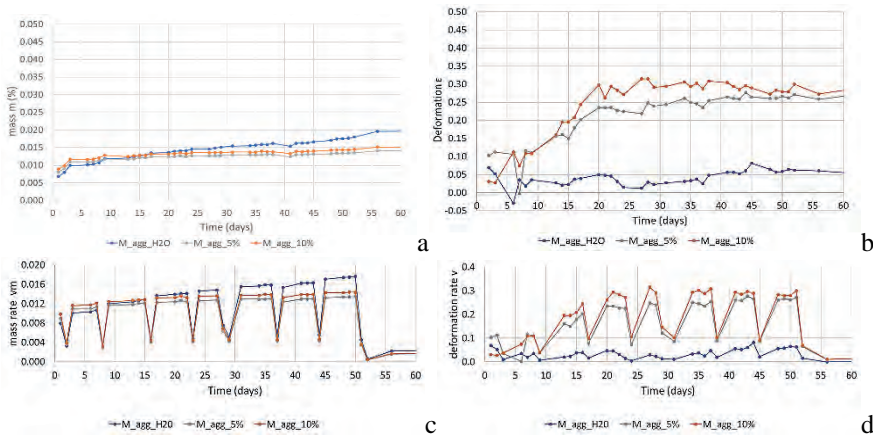 0.050
0.045
0.040
0.035
0.030
0.025
0.020
0.015
0.010
0.005
0.000
mass m (%)
0 5 10 15 20 25 30 35 40 45 50 55 60
Time (days)
M_agg_H2O M_agg_5% M_agg_10%
a
0.50
0.45
0.40
0.35
0.30
0.25
0.20
0.15
0.10
0.05
0.00
-0.05
Deformation ε
0 5 10 15 20 25 30 35 40 45 50 55 60
Time (days)
M_agg_H2O M_agg_5% M_agg_10%
b
0.020
0.016
0.012
0.008
0.004
0.000
mass rate vm
0 5 10 15 20 25 30 35 40 45 50 55 60
Time (days)
M_agg_H20 M_agg_5% M_agg_10%
c
0.4
0.3
0.2
0.1
0.0
deformation rate v
0 5 10 15 20 25 30 35 40 45 50 55 60
Time (days)
M_agg_H20 M_agg_5% M_agg_10%
d